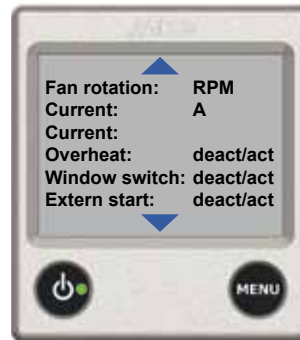 Fan rotation: RPM
Current: A
Current:
Overheat: deact/act
Window switch: deact/act
Extern start: deact/act
MENU